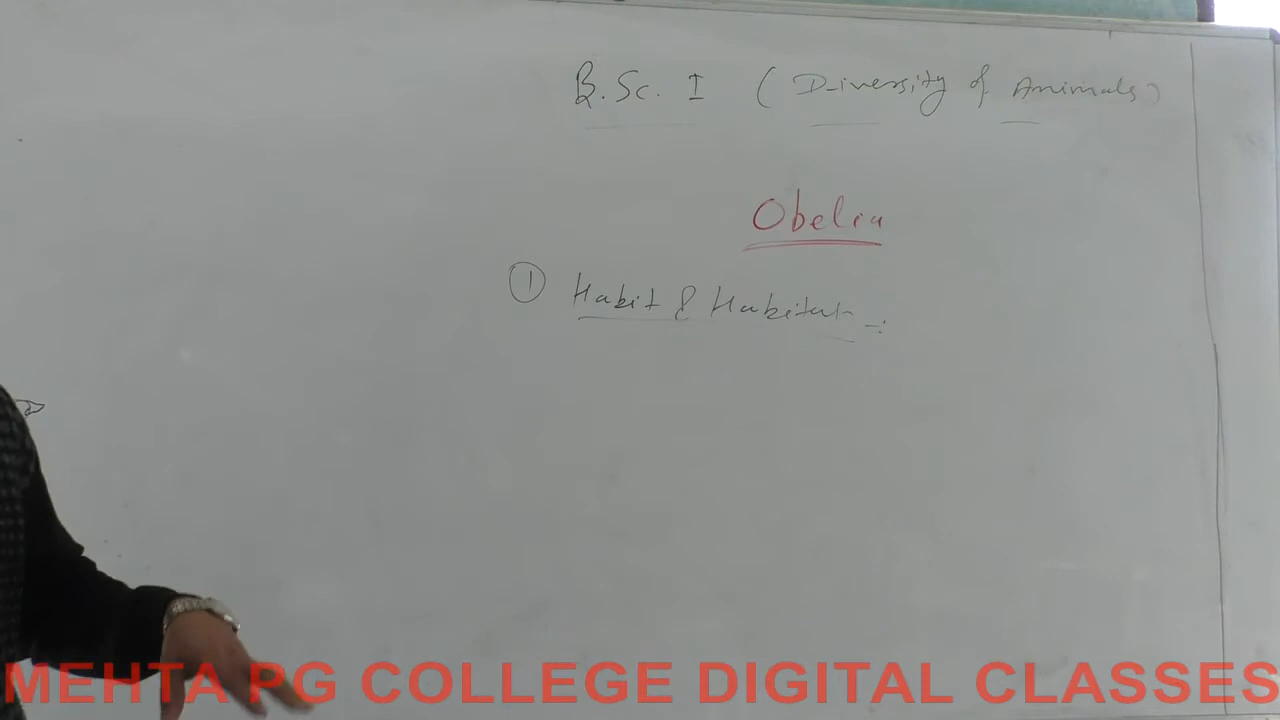 B.Sc. I (Diversity of Animals)
Obelia
① Habit & Habitat -:
MEHTA PG COLLEGE DIGITAL CLASSES